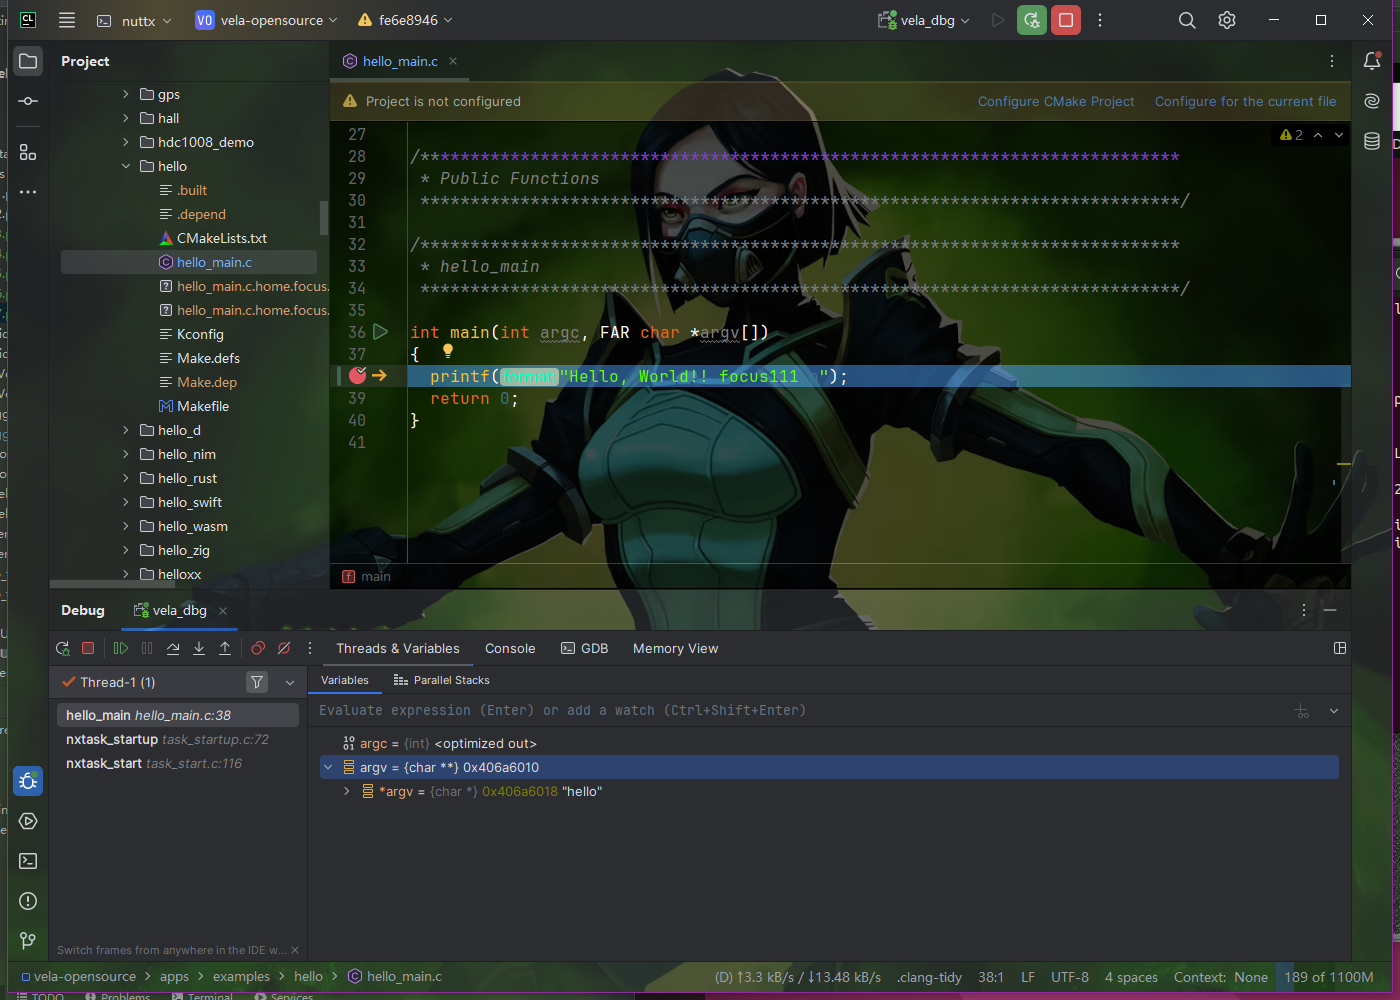 CL nuttx VO vela-opensource fe6e8946 vela_dbg
Project
hello_main.c
gps
hall
hdc1008_demo
hello
.built
.depend
CMakeLists.txt
hello_main.c
hello_main.c.home.focus.
hello_main.c.home.focus.
Kconfig
Make.defs
Make.dep
Makefile
hello_d
hello_nim
hello_rust
hello_swift
hello_wasm
hello_zig
helloxx
Project is not configured Configure CMake Project Configure for the current file
2
27
28 /****************************************************************************
29 * Public Functions
30 ****************************************************************************/
31
32 /****************************************************************************
33 * hello_main
34 ****************************************************************************/
35
36 int main(int argc, FAR char *argv[])
37 {
printf( format: "Hello, World!! focus111 \n");
39 return 0;
40 }
41
f main
Debug vela_dbg
Threads & Variables Console GDB Memory View
Thread-1 (1)
hello_main hello_main.c:38
nxtask_startup task_startup.c:72
nxtask_start task_start.c:116
Switch frames from anywhere in the IDE w...
Variables Parallel Stacks
Evaluate expression (Enter) or add a watch (Ctrl+Shift+Enter)
argc = {int} <optimized out>
argv = {char **} 0x406a6010
*argv = {char *} 0x406a6018 "hello"
vela-opensource > apps > examples > hello > hello_main.c
(D) ↑3.3 kB/s / ↓13.48 kB/s .clang-tidy 38:1 LF UTF-8 4 spaces Context: None 189 of 1100M
TODO Problems Terminal Services